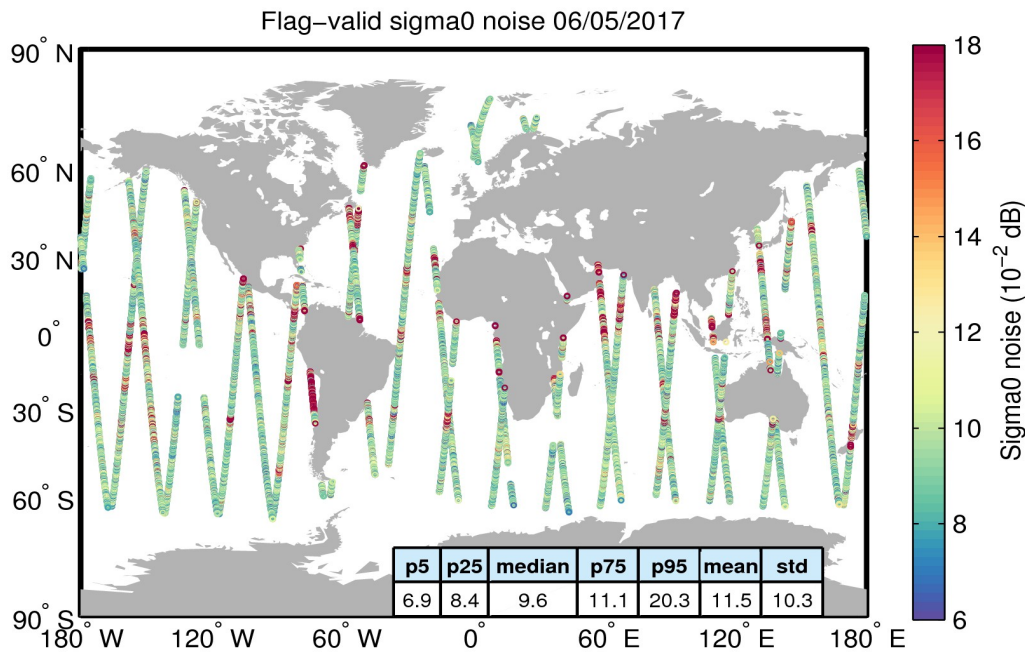 Flag−valid sigma0 noise 06/05/2017
90° N
60° N
30° N
0°
30° S
60° S
90° S
180° W
120° W
60° W
0°
60° E
120° E
180° E
p5 p25 median p75 p95 mean std
6.9 8.4 9.6 11.1 20.3 11.5 10.3
18
16
14
12
10
8
6
Sigma0 noise (10−2 dB)